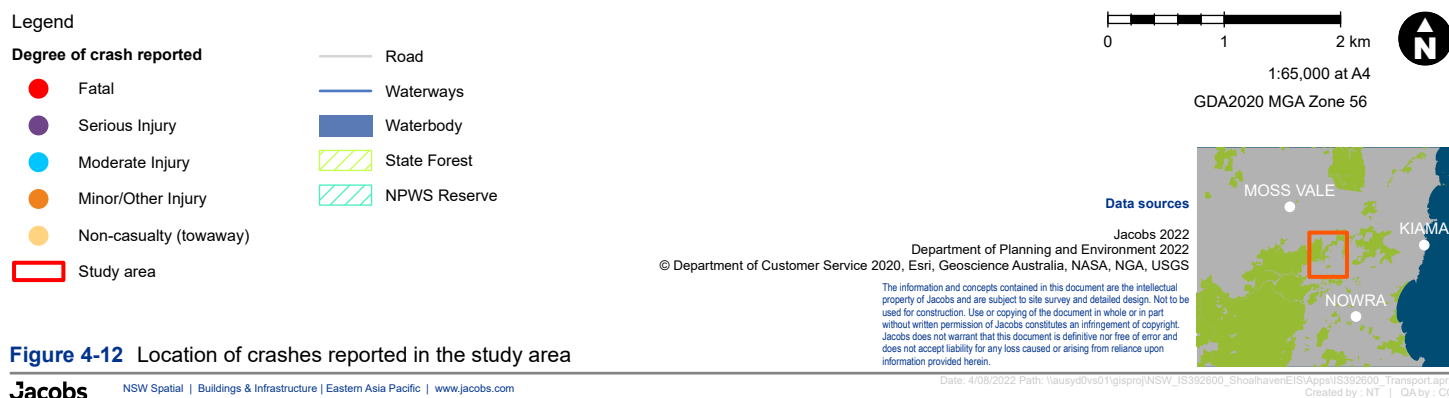 Legend
Degree of crash reported
Fatal
Serious Injury
Moderate Injury
Minor/Other Injury
Non-casualty (towaway)
Study area
Road
Waterways
Waterbody
State Forest
NPWS Reserve
0 1 2 km
N
1:65,000 at A4
GDA2020 MGA Zone 56
Data sources
Jacobs 2022
Department of Planning and Environment 2022
© Department of Customer Service 2020, Esri, Geoscience Australia, NASA, NGA, USGS
The information and concepts contained in this document are the intellectual
property of Jacobs and are subject to site survey and detailed design. Not to be
used for construction. Use or copying of the document in whole or in part
without written permission of Jacobs constitutes an infringement of copyright.
Jacobs does not warrant that this document is definitive nor free of error and
does not accept liability for any loss caused or arising from reliance upon
information provided herein.
MOSS VALE
KIAMA
NOWRA
Figure 4-12 Location of crashes reported in the study area
Jacobs NSW Spatial | Buildings & Infrastructure | Eastern Asia Pacific | www.jacobs.com
Date: 4/08/2022 Path: \\ausyd0vs01\gisproj\NSW_IS392600_ShoalhavenEIS\Apps\IS392600_Transport.apr
Created by : NT | QA by : CC